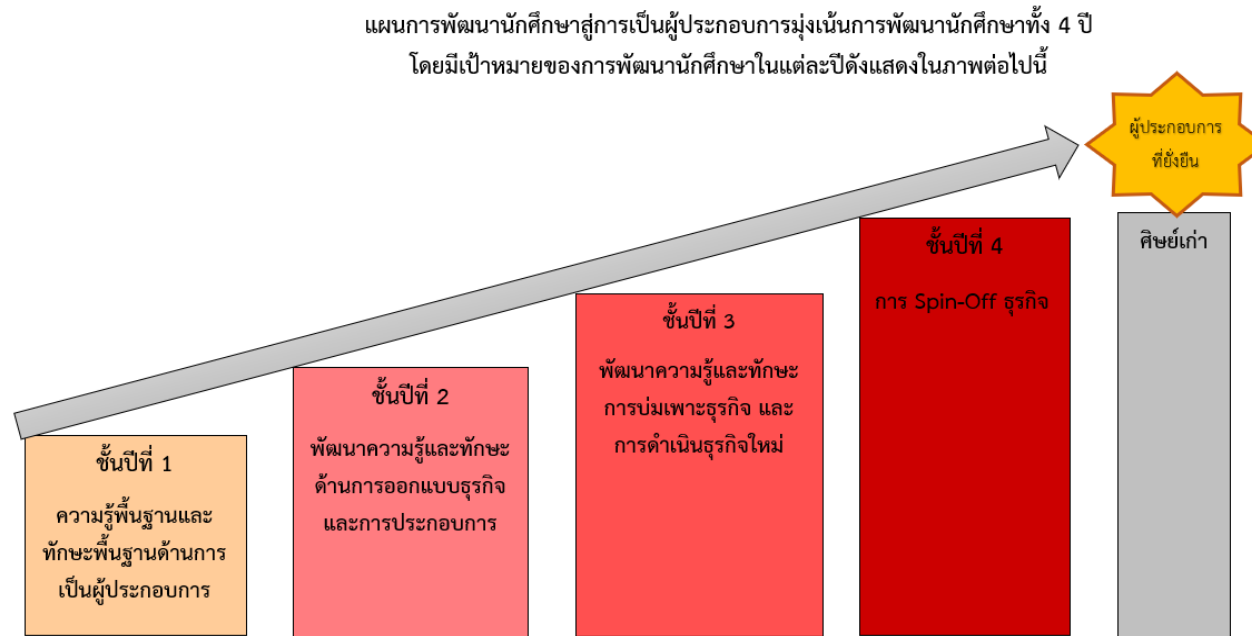 แผนการพัฒนานักศึกษาสู่การเป็นผู้ประกอบการมุ่งเน้นการพัฒนานักศึกษาทั้ง 4 ปี
โดยมีเป้าหมายของการพัฒนานักศึกษาในแต่ละปีดังแสดงในภาพต่อไปนี้
ผู้ประกอบการ
ที่ยั่งยืน
ชั้นปีที่ 1
ความรู้พื้นฐานและ
ทักษะพื้นฐานด้านการ
เป็นผู้ประกอบการ
ชั้นปีที่ 2
พัฒนาความรู้และทักษะ
ด้านการออกแบบธุรกิจ
และการประกอบการ
ชั้นปีที่ 3
พัฒนาความรู้และทักษะ
การบ่มเพาะธุรกิจ และ
การดำเนินธุรกิจใหม่
ชั้นปีที่ 4
การ Spin-Off ธุรกิจ
ศิษย์เก่า